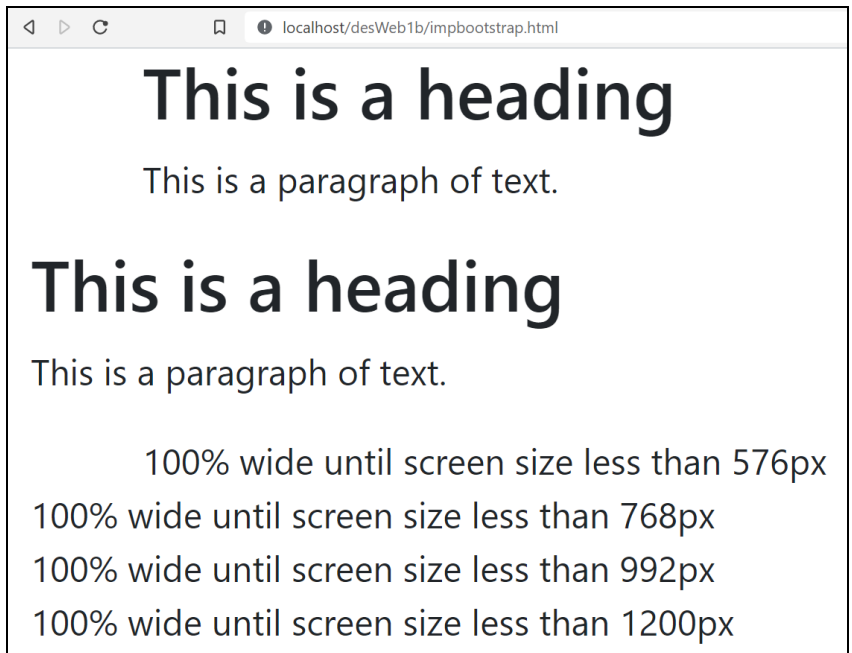 localhost/desWeb1b/impbootstrap.html
This is a heading
This is a paragraph of text.
This is a heading
This is a paragraph of text.
100% wide until screen size less than 576px
100% wide until screen size less than 768px
100% wide until screen size less than 992px
100% wide until screen size less than 1200px